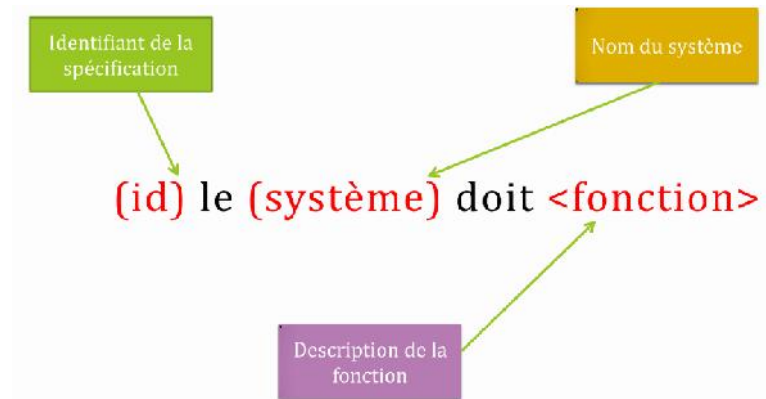 Identifiant de la
spécification
Nom du système
(id) le (système) doit <fonction>
Description de la
fonction